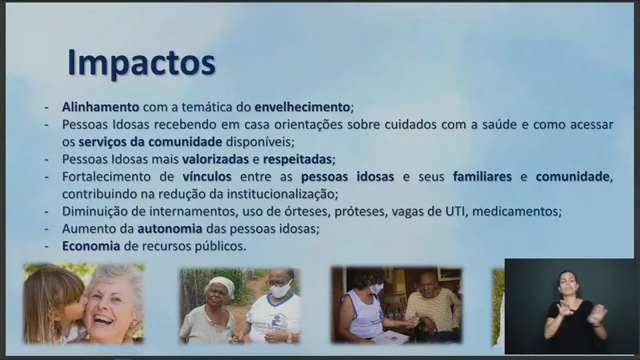 Impactos
- Alinhamento com a temática do envelhecimento;
- Pessoas Idosas recebendo em casa orientações sobre cuidados com a saúde e como acessar
os serviços da comunidade disponíveis;
- Pessoas Idosas mais valorizadas e respeitadas;
- Fortalecimento de vínculos entre as pessoas idosas e seus familiares e comunidade,
contribuindo na redução da institucionalização;
- Diminuição de internamentos, uso de órteses, próteses, vagas de UTI, medicamentos;
- Aumento da autonomia das pessoas idosas;
- Economia de recursos públicos.